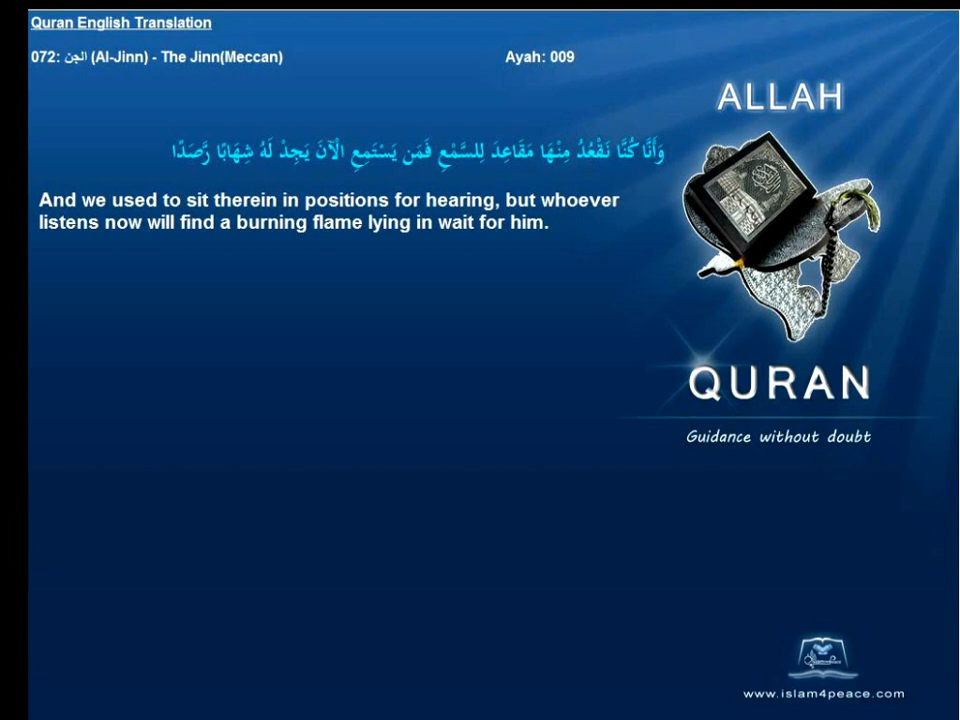 Quran English Translation
072: الجن (Al-Jinn) - The Jinn(Meccan) Ayah: 009
ALLAH
وَأَنَّا كُنَّا نَقْعُدُ مِنْهَا مَقَاعِدَ لِلسَّمْعِ فَمَن يَسْتَمِعِ الْآنَ يَجِدْ لَهُ شِهَابًا رَّصَدًا
And we used to sit therein in positions for hearing, but whoever
listens now will find a burning flame lying in wait for him.
QURAN
Guidance without doubt
www.islam4peace.com